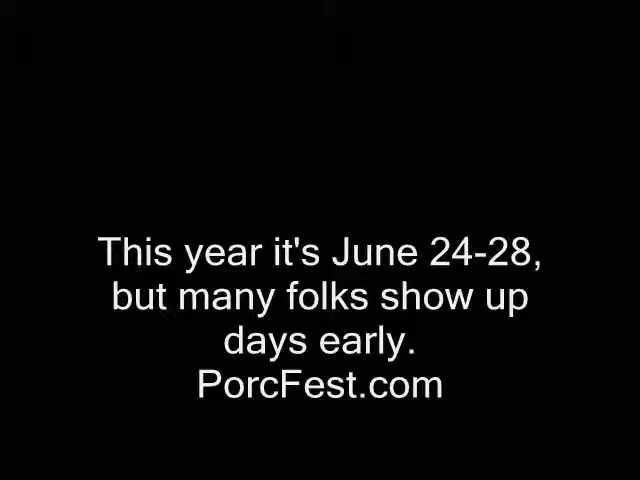 This year it's June 24-28,
but many folks show up
days early.
PorcFest.com